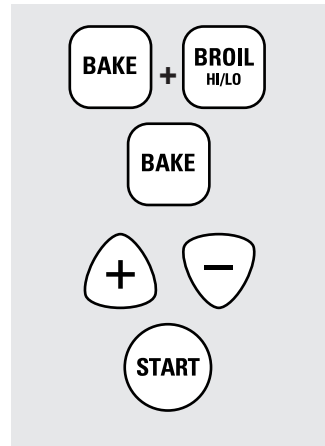 BAKE + BROIL
HI/LO
BAKE
+ −
START